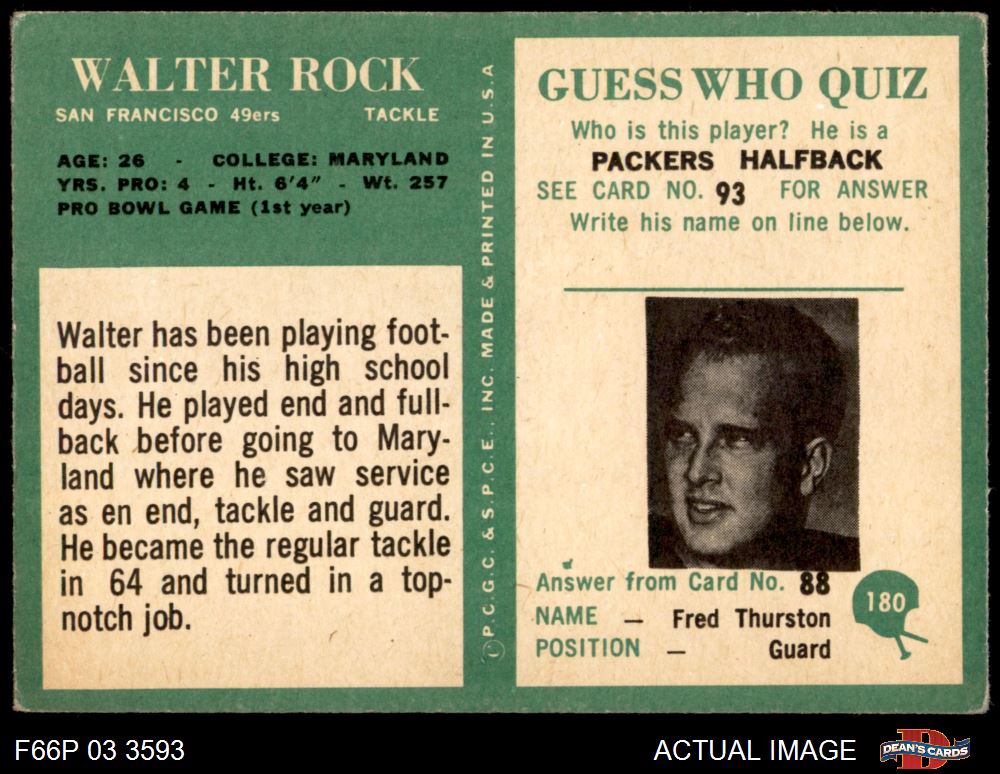 WALTER ROCK
SAN FRANCISCO 49ers TACKLE
AGE: 26 - COLLEGE: MARYLAND
YRS. PRO: 4 - Ht. 6'4" - Wt. 257
PRO BOWL GAME (1st year)
Walter has been playing foot-
ball since his high school
days. He played end and full-
back before going to Mary-
land where he saw service
as en end, tackle and guard.
He became the regular tackle
in 64 and turned in a top-
notch job.
©P.C.G.C. & S.P.C.E., INC. MADE & PRINTED IN U.S.A
GUESS WHO QUIZ
Who is this player? He is a
PACKERS HALFBACK
SEE CARD NO. 93 FOR ANSWER
Write his name on line below.
Answer from Card No. 88
NAME — Fred Thurston
POSITION — Guard
180
F66P 03 3593
ACTUAL IMAGE
DEAN'S CARDS